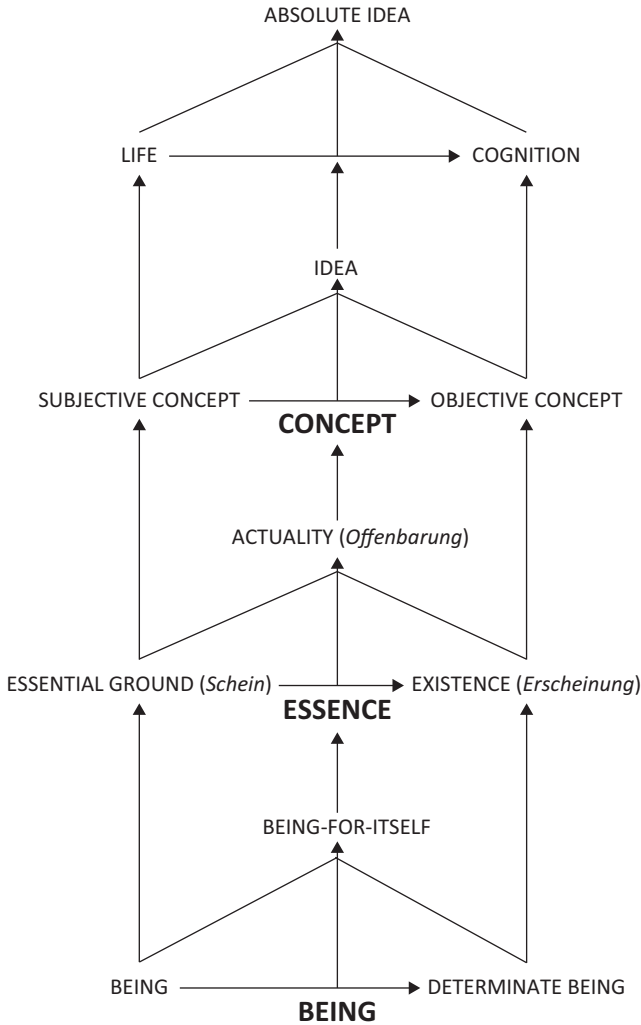 ABSOLUTE IDEA
LIFE
COGNITION
IDEA
SUBJECTIVE CONCEPT
OBJECTIVE CONCEPT
CONCEPT
ACTUALITY (Offenbarung)
ESSENTIAL GROUND (Schein)
EXISTENCE (Erscheinung)
ESSENCE
BEING-FOR-ITSELF
BEING
DETERMINATE BEING
BEING